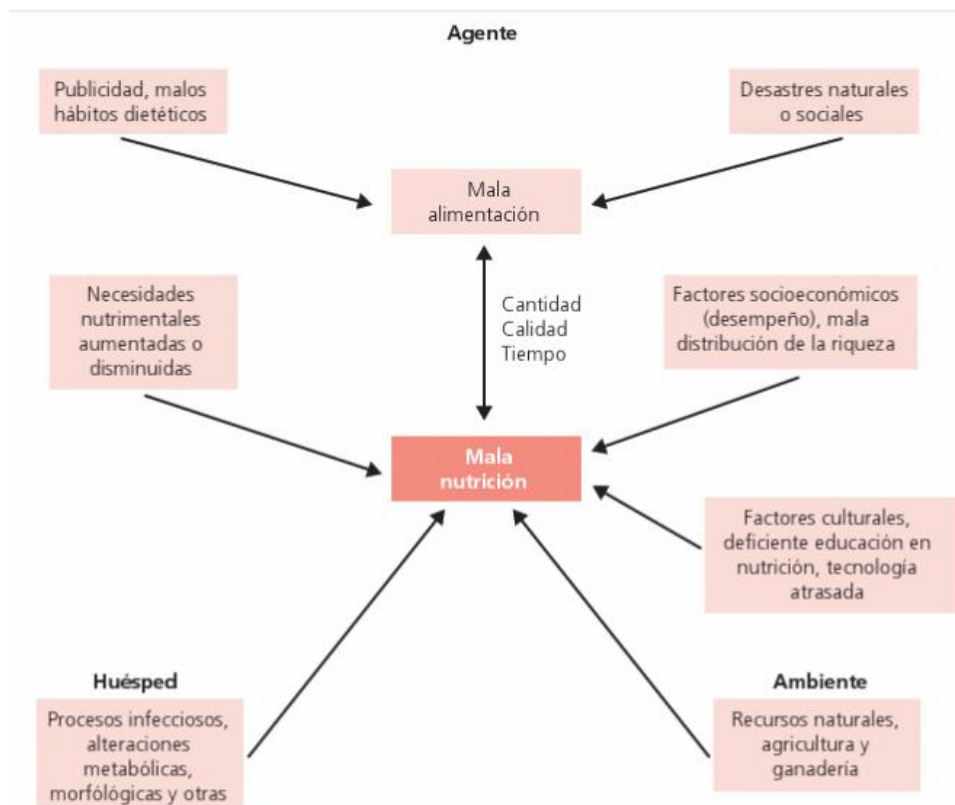 Agente
Publicidad, malos
hábitos dietéticos
Desastres naturales
o sociales
Mala
alimentación
Cantidad
Calidad
Tiempo
Necesidades
nutrimentales
aumentadas o
disminuidas
Factores socioeconómicos
(desempeño), mala
distribución de la riqueza
Mala
nutrición
Factores culturales,
deficiente educación en
nutrición, tecnología
atrasada
Huésped
Procesos infecciosos,
alteraciones
metabólicas,
morfológicas y otras
Ambiente
Recursos naturales,
agricultura y
ganadería